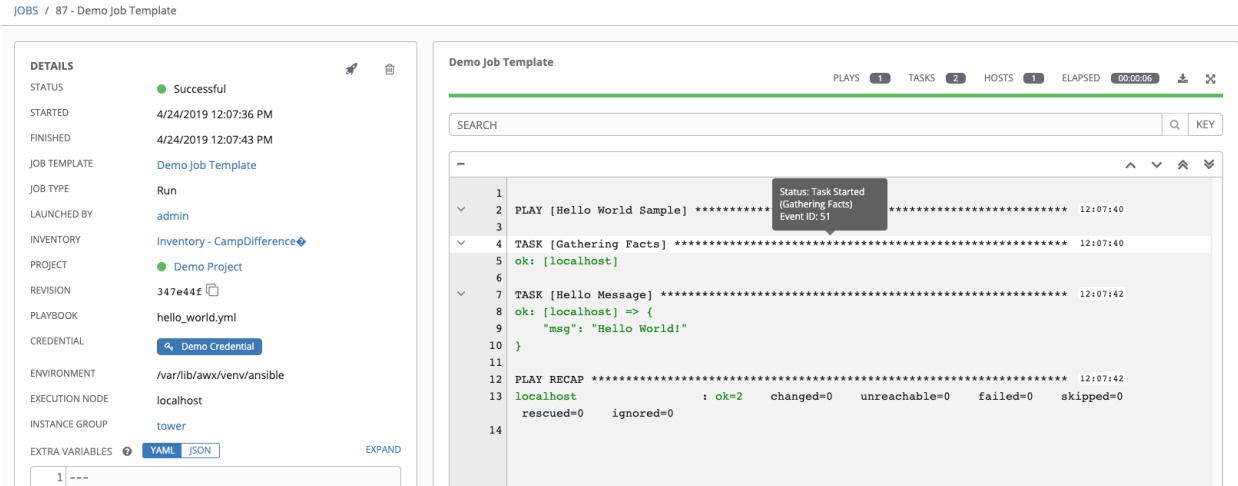 JOBS / 87 - Demo Job Template
DETAILS
STATUS Successful
STARTED 4/24/2019 12:07:36 PM
FINISHED 4/24/2019 12:07:43 PM
JOB TEMPLATE Demo Job Template
JOB TYPE Run
LAUNCHED BY admin
INVENTORY Inventory - CampDifference�
PROJECT Demo Project
REVISION 347e44f
PLAYBOOK hello_world.yml
CREDENTIAL Demo Credential
ENVIRONMENT /var/lib/awx/venv/ansible
EXECUTION NODE localhost
INSTANCE GROUP tower
EXTRA VARIABLES ? YAML JSON EXPAND
1 ---
Demo Job Template
PLAYS 1 TASKS 2 HOSTS 1 ELAPSED 00:00:06
SEARCH KEY
Status: Task Started
(Gathering Facts)
Event ID: 51
1
2 PLAY [Hello World Sample] ****************************************************** 12:07:40
3
4 TASK [Gathering Facts] ********************************************************* 12:07:40
5 ok: [localhost]
6
7 TASK [Hello Message] *********************************************************** 12:07:42
8 ok: [localhost] => {
9 "msg": "Hello World!"
10 }
11
12 PLAY RECAP ********************************************************************* 12:07:42
13 localhost : ok=2 changed=0 unreachable=0 failed=0 skipped=0
rescued=0 ignored=0
14